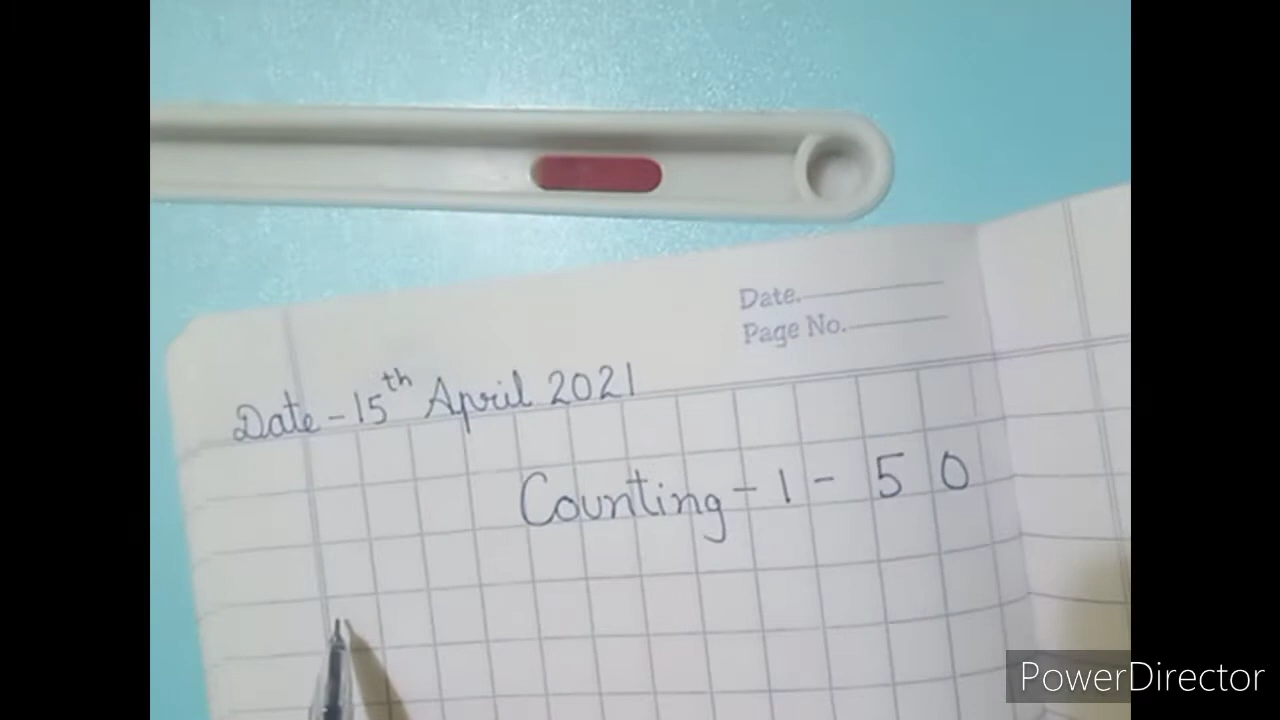 Date.
Page No.
Date - 15th April 2021
Counting - 1 - 50
PowerDirector